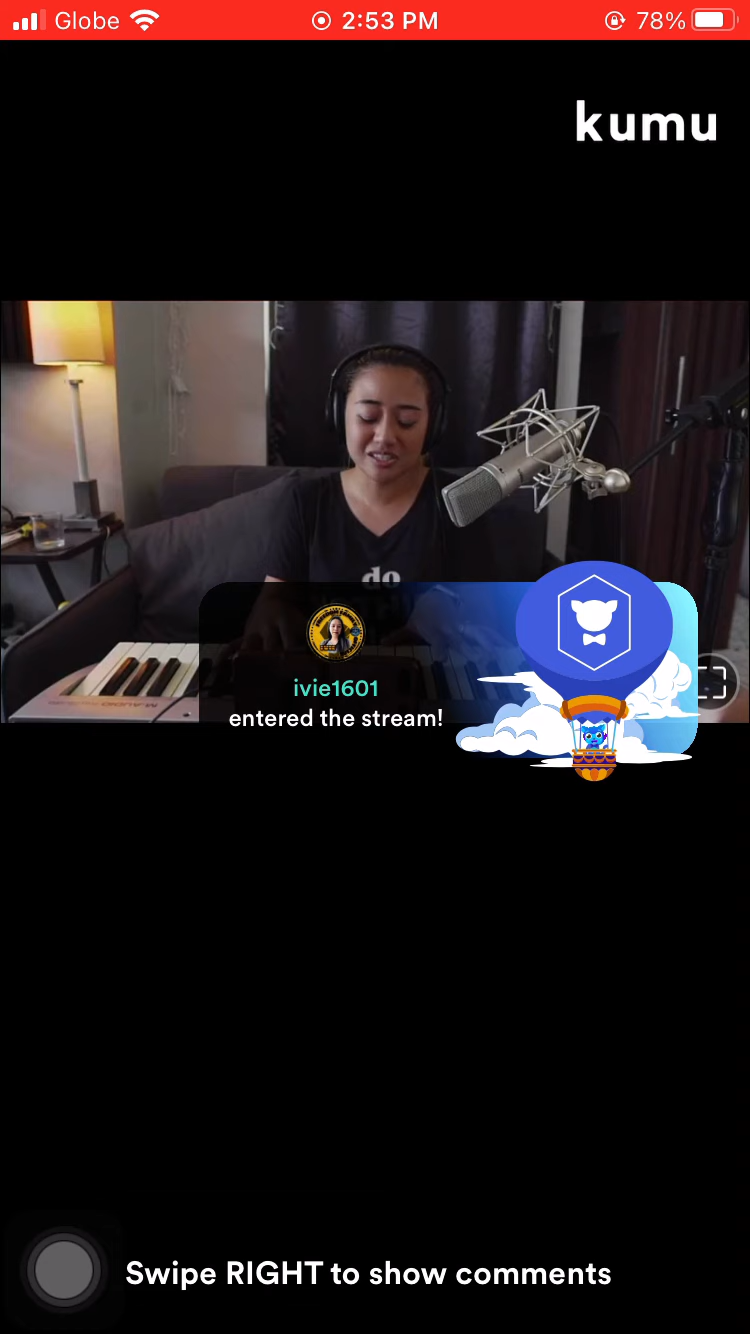 Globe
2:53 PM
78%
kumu
do
ivie1601
entered the stream!
Swipe RIGHT to show comments